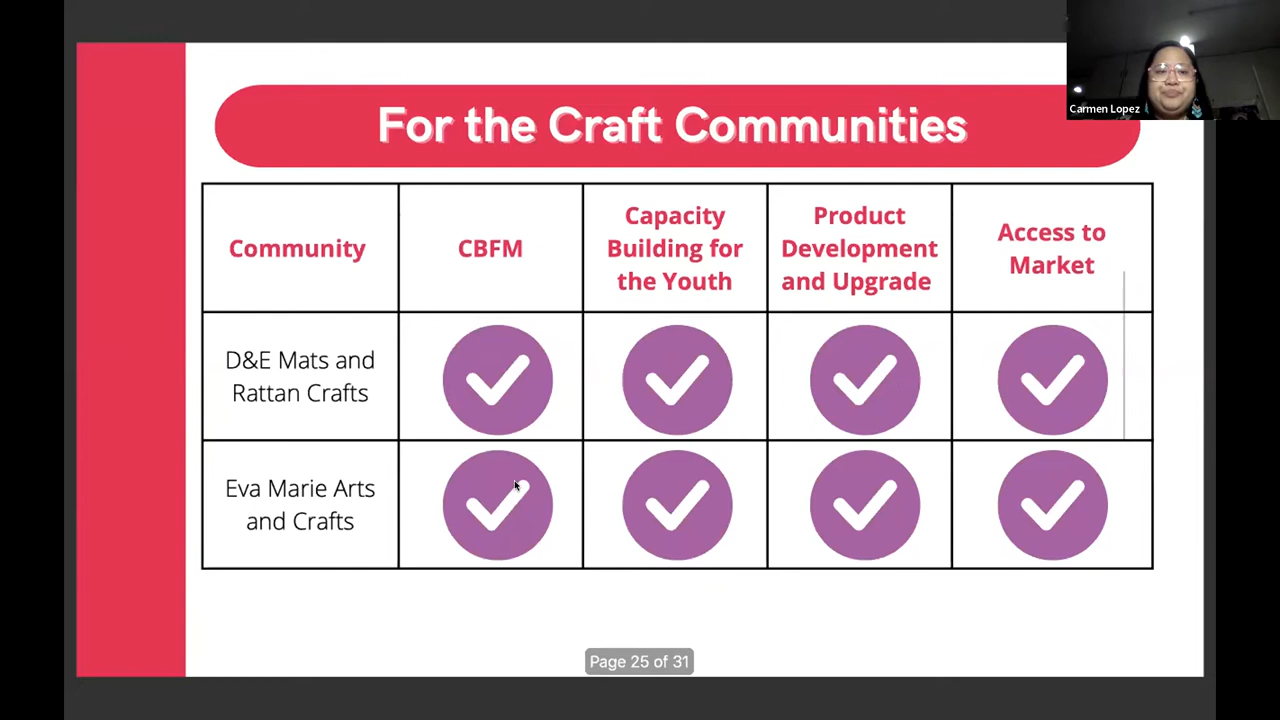 Carmen Lopez
For the Craft Communities
Community
CBFM
Capacity
Building for
the Youth
Product
Development
and Upgrade
Access to
Market
D&E Mats and
Rattan Crafts
Eva Marie Arts
and Crafts
Page 25 of 31